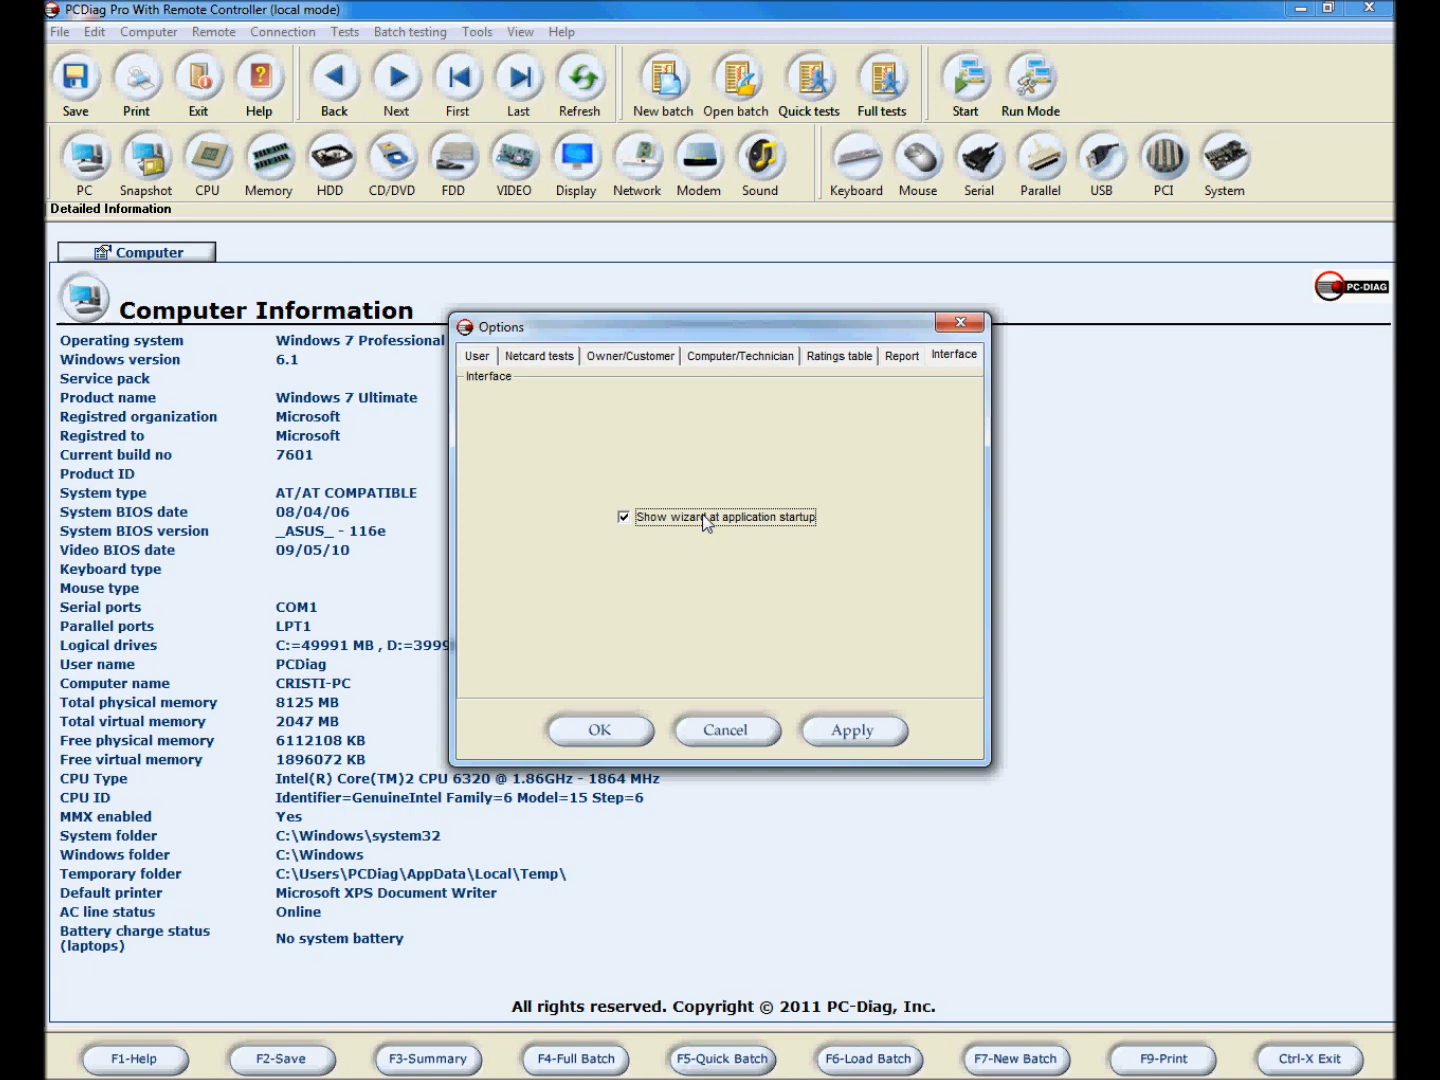 PCDiag Pro With Remote Controller (local mode)
File Edit Computer Remote Connection Tests Batch testing Tools View Help
Save Print Exit Help Back Next First Last Refresh New batch Open batch Quick tests Full tests Start Run Mode
PC Snapshot CPU Memory HDD CD/DVD FDD VIDEO Display Network Modem Sound Keyboard Mouse Serial Parallel USB PCI System
Detailed Information
Computer
Computer Information
PC-DIAG
Operating system Windows 7 Professional
Windows version 6.1
Service pack
Product name Windows 7 Ultimate
Registred organization Microsoft
Registred to Microsoft
Current build no 7601
Product ID
System type AT/AT COMPATIBLE
System BIOS date 08/04/06
System BIOS version _ASUS_ - 116e
Video BIOS date 09/05/10
Keyboard type
Mouse type
Serial ports COM1
Parallel ports LPT1
Logical drives C:=49991 MB , D:=3999
User name PCDiag
Computer name CRISTI-PC
Total physical memory 8125 MB
Total virtual memory 2047 MB
Free physical memory 6112108 KB
Free virtual memory 1896072 KB
CPU Type Intel(R) Core(TM)2 CPU 6320 @ 1.86GHz - 1864 MHz
CPU ID Identifier=GenuineIntel Family=6 Model=15 Step=6
MMX enabled Yes
System folder C:\Windows\system32
Windows folder C:\Windows
Temporary folder C:\Users\PCDiag\AppData\Local\Temp\
Default printer Microsoft XPS Document Writer
AC line status Online
Battery charge status
(laptops) No system battery
Options
User Netcard tests Owner/Customer Computer/Technician Ratings table Report Interface
Interface
Show wizard at application startup
OK Cancel Apply
All rights reserved. Copyright © 2011 PC-Diag, Inc.
F1-Help F2-Save F3-Summary F4-Full Batch F5-Quick Batch F6-Load Batch F7-New Batch F9-Print Ctrl-X Exit